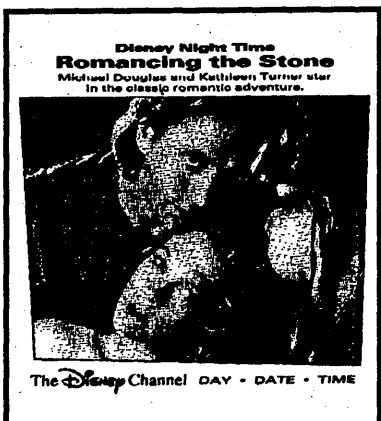 Disney Night Time
Romancing the Stone
Michael Douglas and Kathleen Turner star
in the classic romantic adventure.
The Disney Channel DAY • DATE • TIME